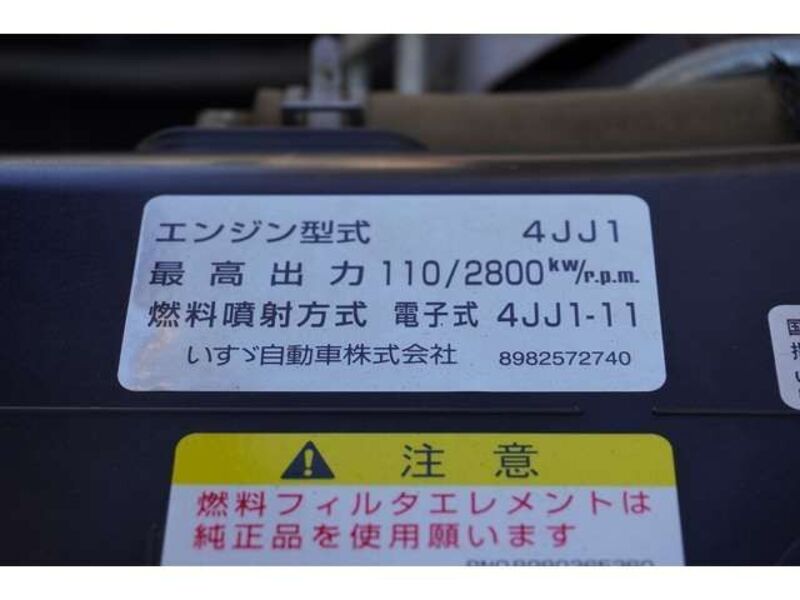 エンジン型式 4JJ1
最高出力 110/2800kW/r.p.m.
燃料噴射方式 電子式 4JJ1-11
いすゞ自動車株式会社 8982572740
注意
燃料フィルタエレメントは
純正品を使用願います
国